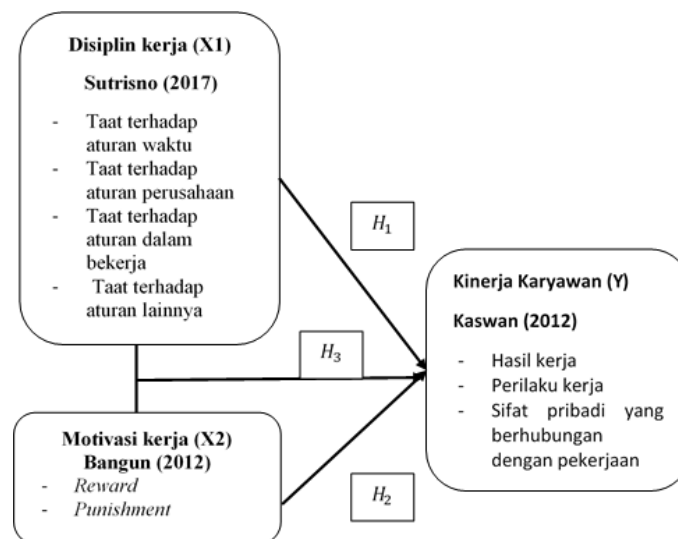 Disiplin kerja (X1)
Sutrisno (2017)
- Taat terhadap
aturan waktu
- Taat terhadap
aturan perusahaan
- Taat terhadap
aturan dalam
bekerja
- Taat terhadap
aturan lainnya
H₁
Kinerja Karyawan (Y)
Kaswan (2012)
- Hasil kerja
- Perilaku kerja
- Sifat pribadi yang
berhubungan
dengan pekerjaan
H₃
Motivasi kerja (X2)
Bangun (2012)
- Reward
- Punishment
H₂